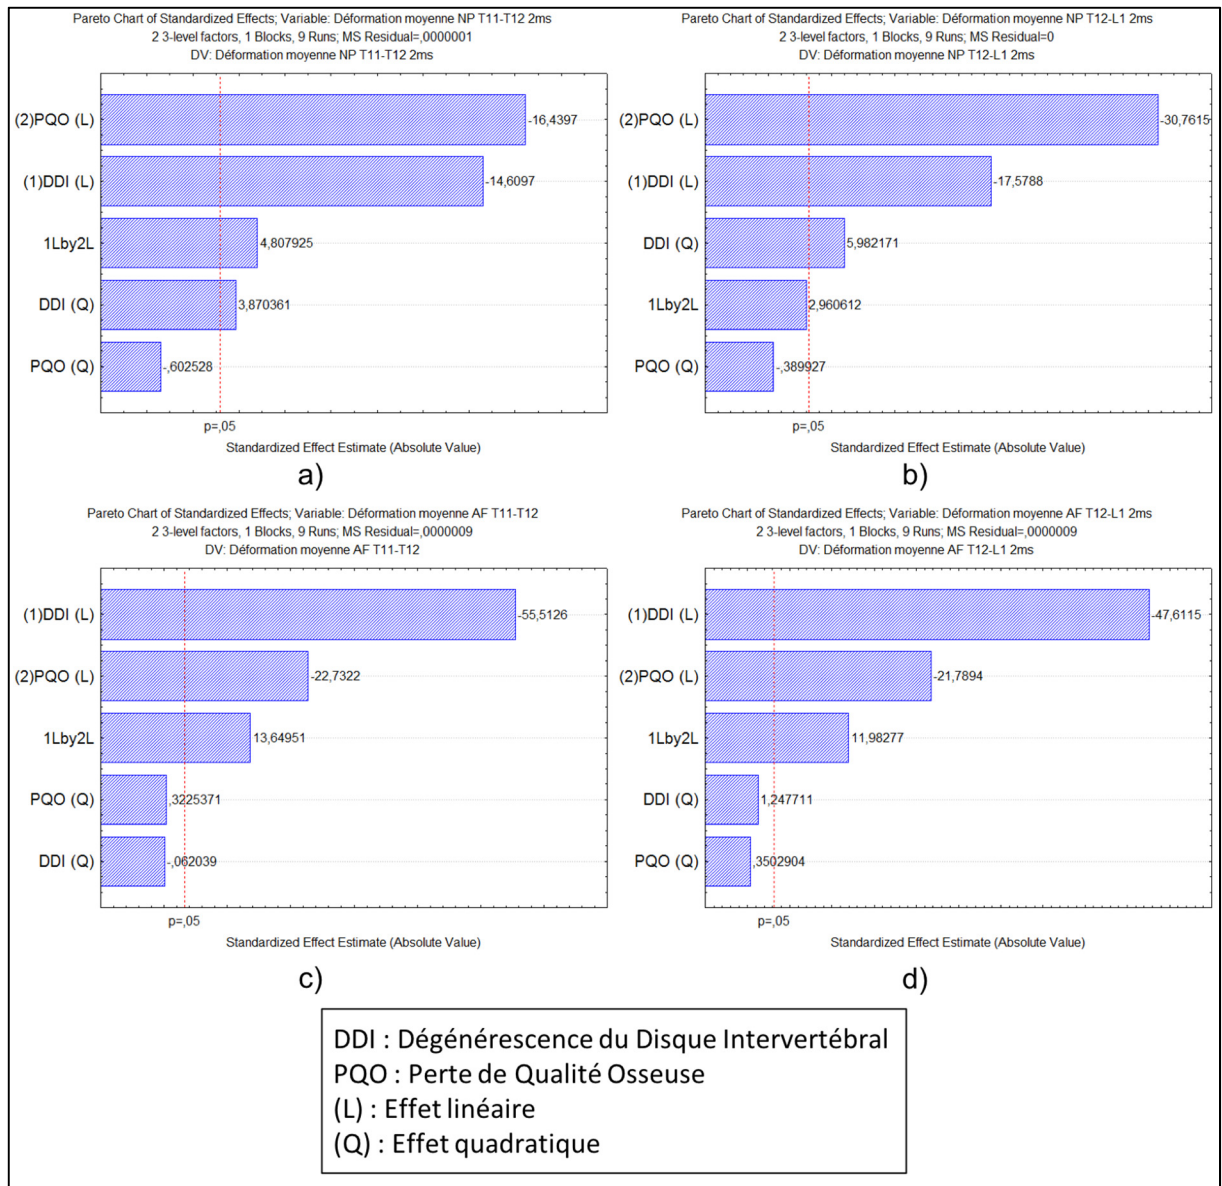 Pareto Chart of Standardized Effects; Variable: Déformation moyenne NP T11-T12 2ms
2 3-level factors, 1 Blocks, 9 Runs; MS Residual=,0000001
DV: Déformation moyenne NP T11-T12 2ms
(2)PQO (L)
-16,4397
(1)DDI (L)
-14,6097
1Lby2L
4,807925
DDI (Q)
3,870361
PQO (Q)
-,602528
p=,05
Standardized Effect Estimate (Absolute Value)
a)
Pareto Chart of Standardized Effects; Variable: Déformation moyenne NP T12-L1 2ms
2 3-level factors, 1 Blocks, 9 Runs; MS Residual=0
DV: Déformation moyenne NP T12-L1 2ms
(2)PQO (L)
-30,7615
(1)DDI (L)
-17,5788
DDI (Q)
5,982171
1Lby2L
2,960612
PQO (Q)
-,389927
p=,05
Standardized Effect Estimate (Absolute Value)
b)
Pareto Chart of Standardized Effects; Variable: Déformation moyenne AF T11-T12
2 3-level factors, 1 Blocks, 9 Runs; MS Residual=,0000009
DV: Déformation moyenne AF T11-T12
(1)DDI (L)
-55,5126
(2)PQO (L)
-22,7322
1Lby2L
13,64951
PQO (Q)
,3225371
DDI (Q)
-,062039
p=,05
Standardized Effect Estimate (Absolute Value)
c)
Pareto Chart of Standardized Effects; Variable: Déformation moyenne AF T12-L1 2ms
2 3-level factors, 1 Blocks, 9 Runs; MS Residual=,0000009
DV: Déformation moyenne AF T12-L1 2ms
(1)DDI (L)
-47,6115
(2)PQO (L)
-21,7894
1Lby2L
11,98277
DDI (Q)
1,247711
PQO (Q)
,3502904
p=,05
Standardized Effect Estimate (Absolute Value)
d)
DDI : Dégénérescence du Disque Intervertébral
PQO : Perte de Qualité Osseuse
(L) : Effet linéaire
(Q) : Effet quadratique